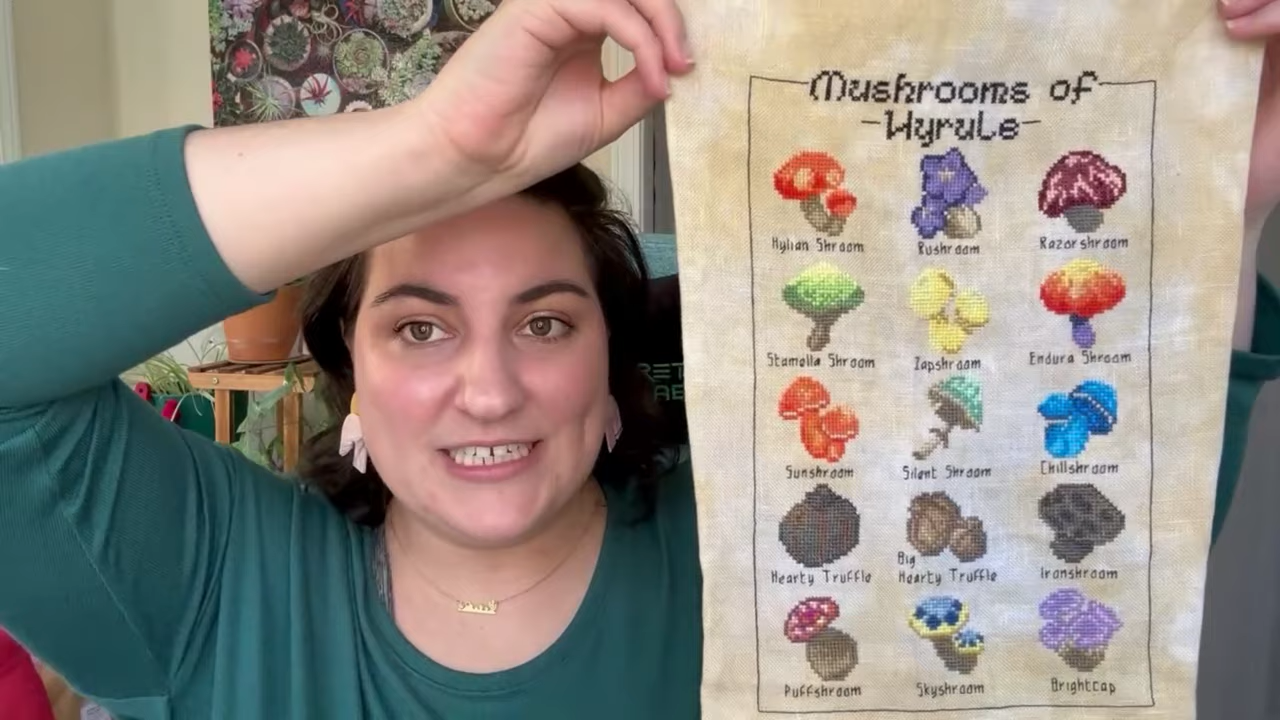 Mushrooms of
Hyrule
Hylian Shroom
Rushroom
Razorshroom
Stamella Shroom
Zapshroom
Endura Shroom
Sunshroom
Silent Shroom
Chillshroom
Hearty Truffle
Big
Hearty Truffle
Ironshroom
Puffshroom
Skyshroom
Brightcap